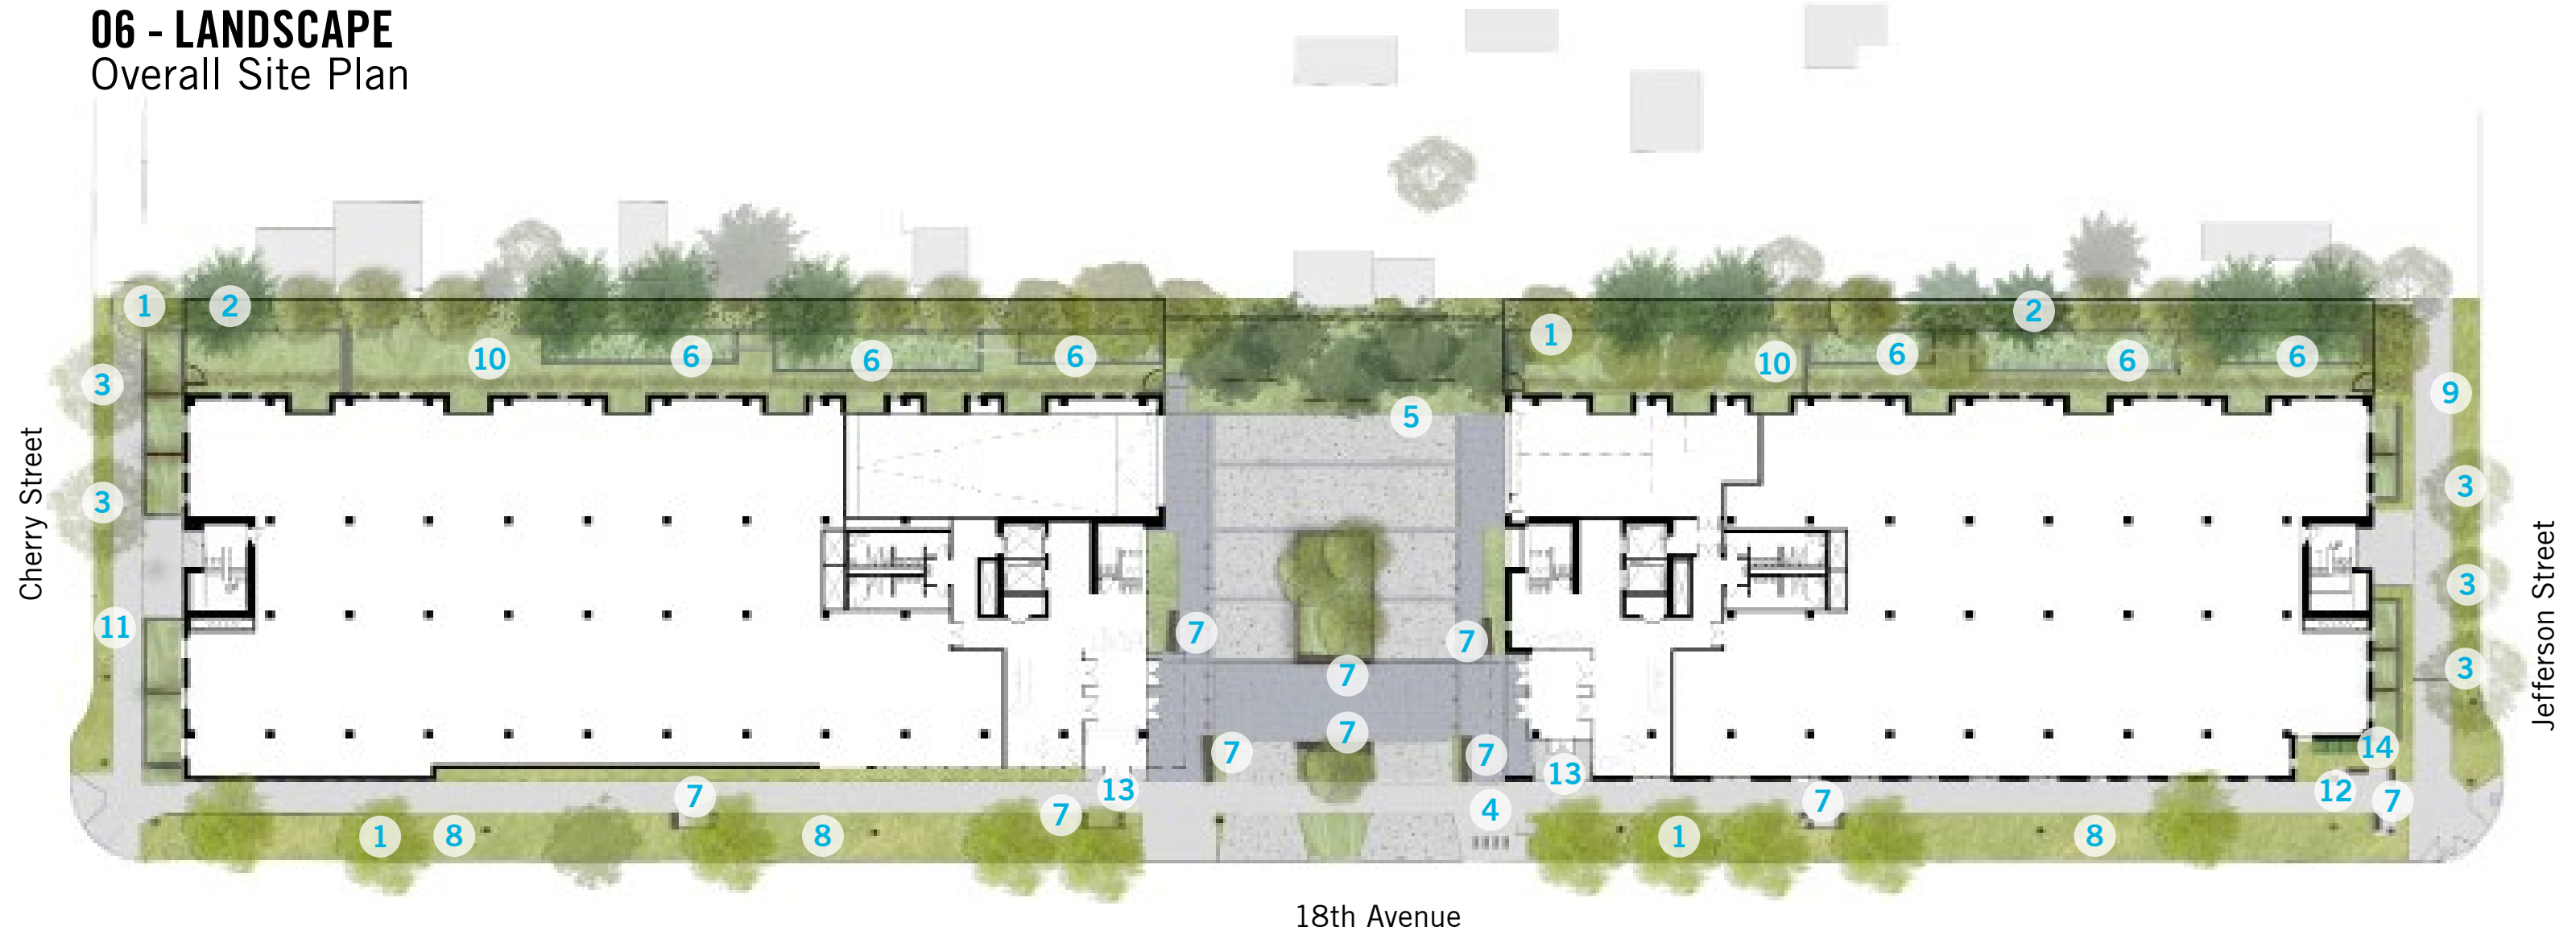 06 - LANDSCAPE
Overall Site Plan
1 2 1 2
10 6 6 6 10 6 6 6
3 5 9
3 3
Cherry Street
Jefferson Street
3
11 7 7
7 3
7
7 7 14
7 13 13 7 12 7
7 4
1 8 8 1 8
18th Avenue